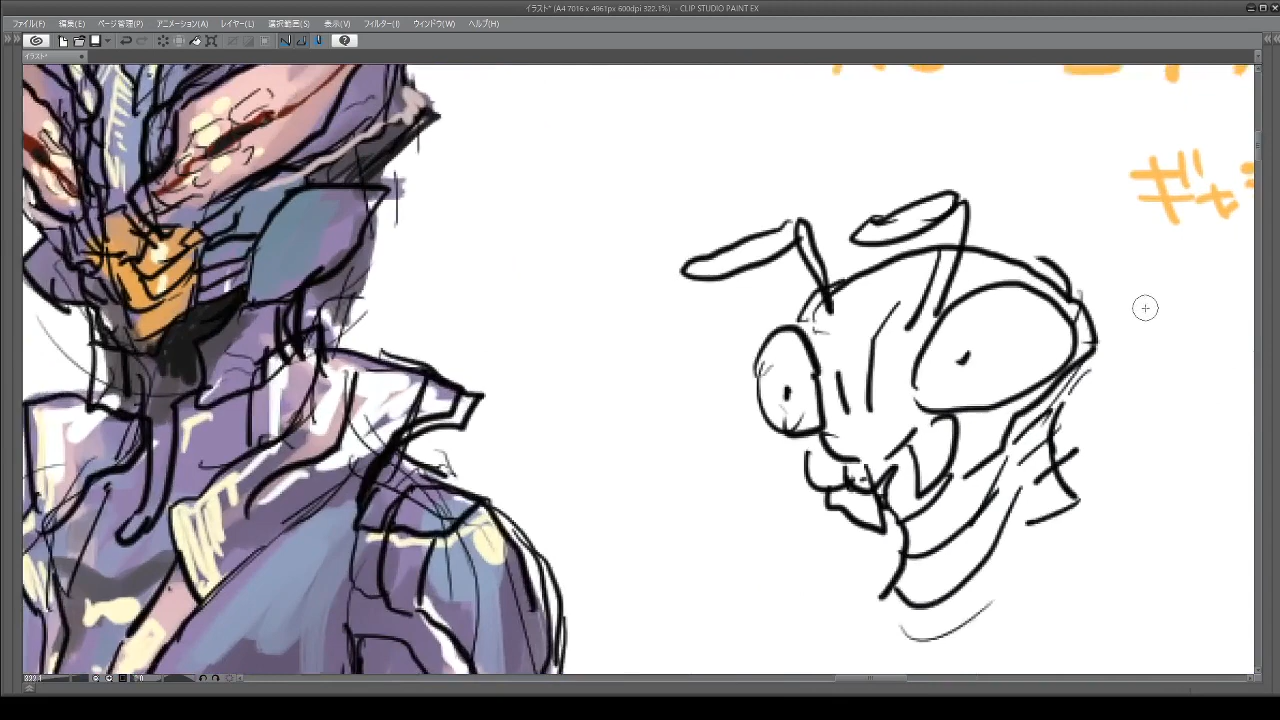 イラスト* (A4 7016 x 4961px 600dpi 322.1%) - CLIP STUDIO PAINT EX
ファイル(F) 編集(E) ページ管理(P) アニメーション(A) レイヤー(L) 選択範囲(S) 表示(V) フィルター(I) ウィンドウ(W) ヘルプ(H)
イラスト*
ギャ